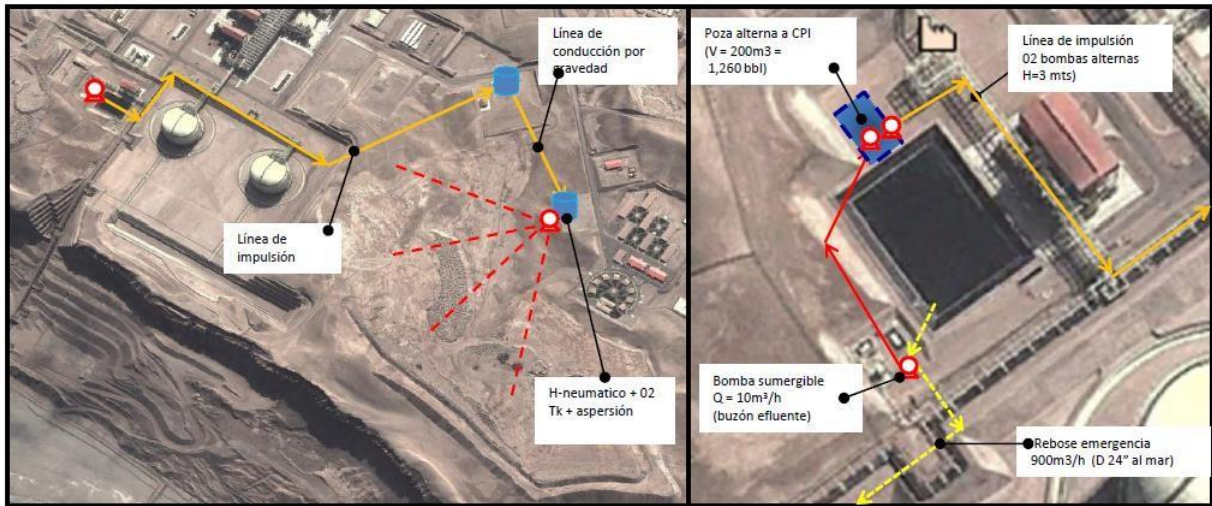 Línea de
conducción por
gravedad
Línea de
impulsión
H-neumatico + 02
Tk + aspersión
Poza alterna a CPI
(V = 200m3 =
1,260 bbl)
Línea de impulsión
02 bombas alternas
H=3 mts
Bomba sumergible
Q = 10m³/h
(buzón efluente)
Rebose emergencia
900m3/h (D 24” al mar)